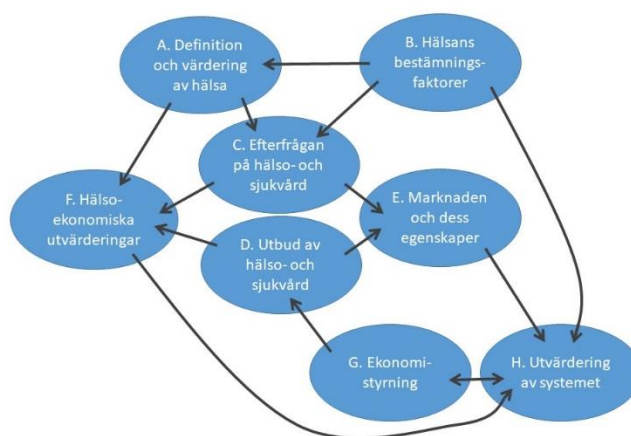 A. Definition
och värdering
av hälsa
B. Hälsans
bestämnings-
faktorer
C. Efterfrågan
på hälso- och
sjukvård
F. Hälso-
ekonomiska
utvärderingar
E. Marknaden
och dess
egenskaper
D. Utbud av
hälso- och
sjukvård
G. Ekonomi-
styrning
H. Utvärdering
av systemet